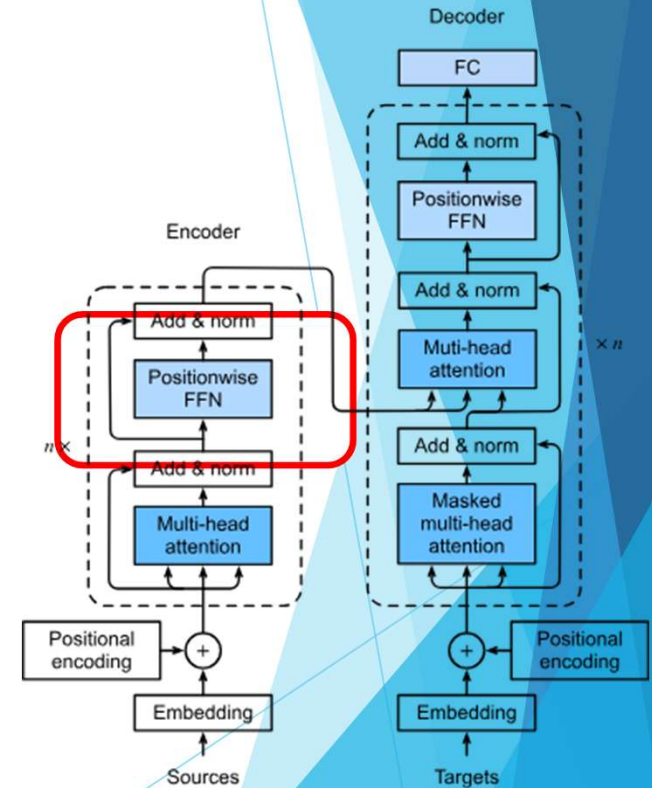 Decoder
FC
Add & norm
Positionwise
FFN
Add & norm
Muti-head
attention
× n
Add & norm
Masked
multi-head
attention
Positional
encoding
+
Embedding
Targets
Encoder
Add & norm
Positionwise
FFN
n ×
Add & norm
Multi-head
attention
Positional
encoding
+
Embedding
Sources